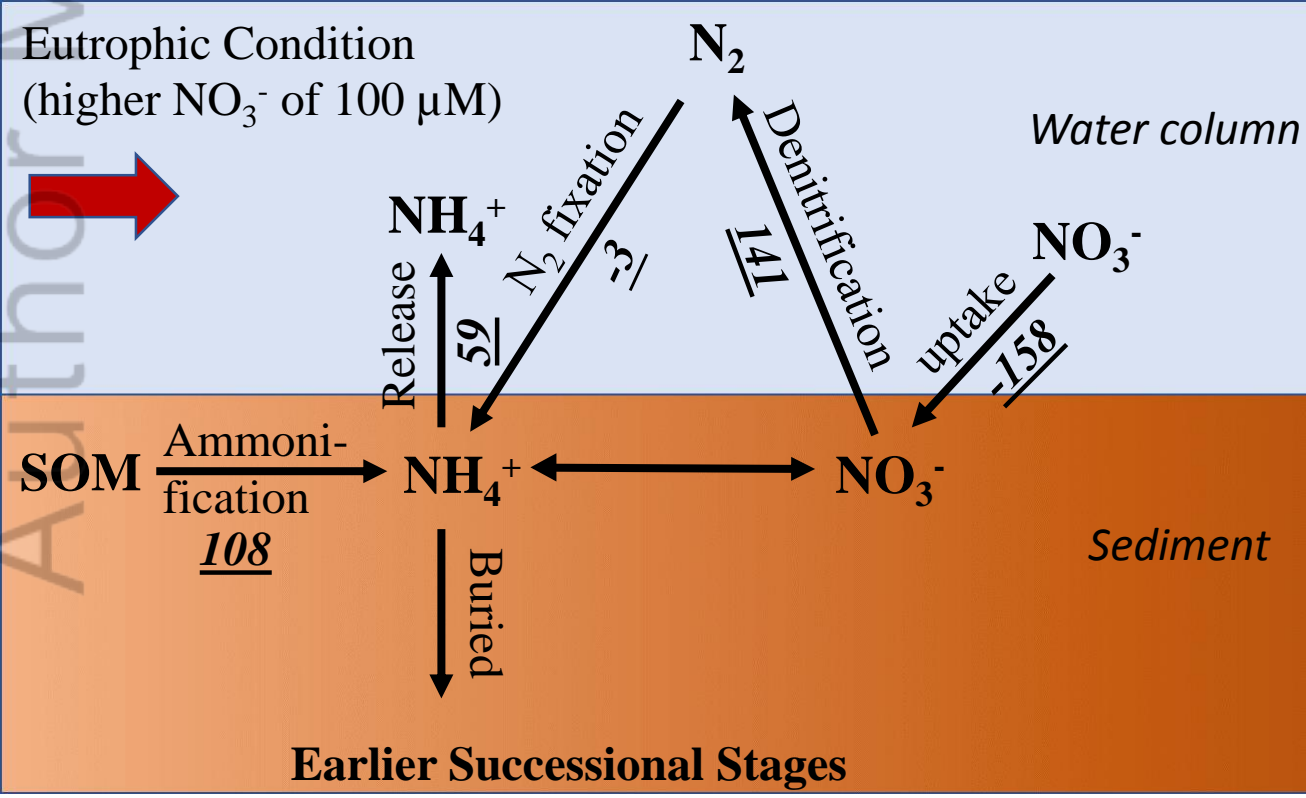 Eutrophic Condition
(higher NO₃⁻ of 100 µM)
N₂
Water column
N₂ fixation
-3
Denitrification
141
NH₄⁺
NO₃⁻
uptake
-158
Release
59
SOM
Ammoni-
fication
108
NH₄⁺
NO₃⁻
Sediment
Buried
Earlier Successional Stages
Author M